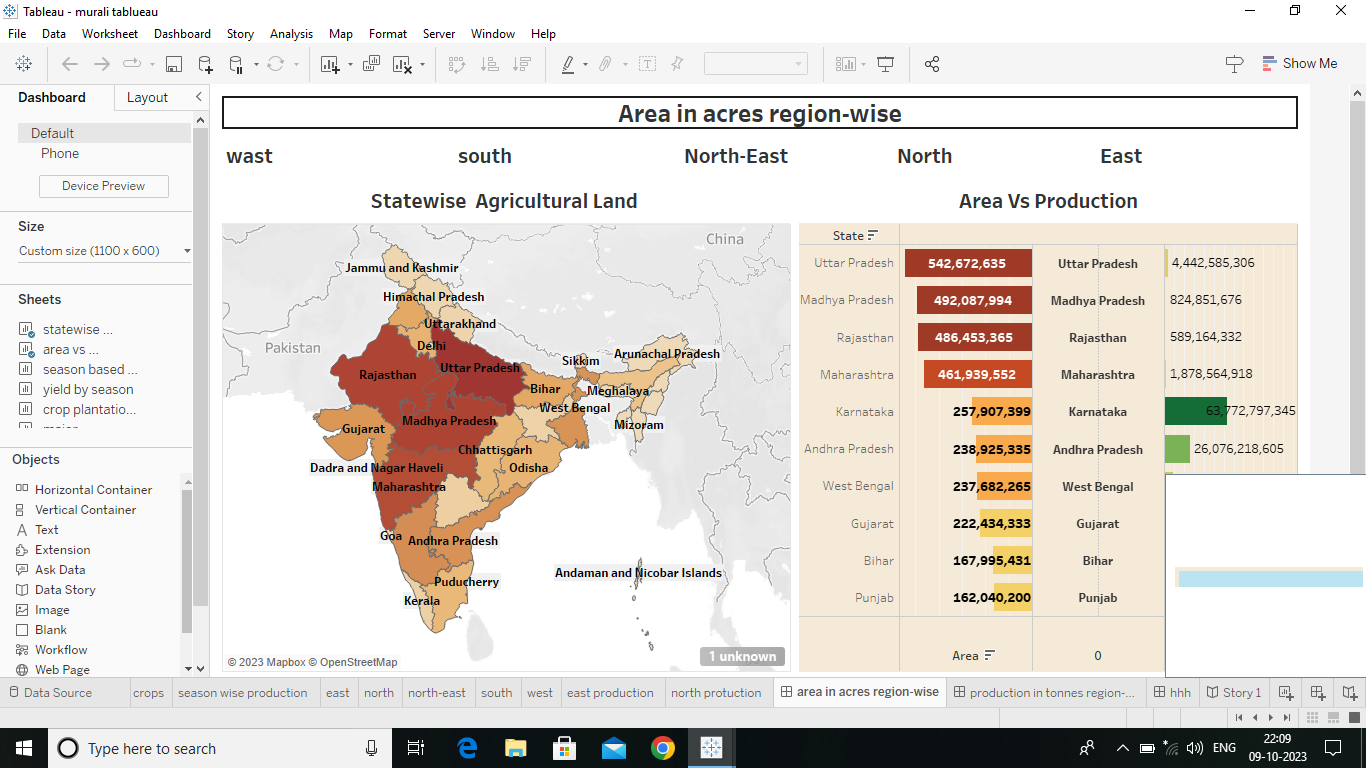 Tableau - murali tablueau
File Data Worksheet Dashboard Story Analysis Map Format Server Window Help
Show Me
Dashboard Layout
Default
Phone
Device Preview
Size
Custom size (1100 x 600)
Sheets
statewise ...
area vs ...
season based ...
yield by season
crop plantatio...
Objects
Horizontal Container
Vertical Container
Text
Extension
Ask Data
Data Story
Image
Blank
Workflow
Web Page
Area in acres region-wise
wast south North-East North East
Statewise Agricultural Land
China
Jammu and Kashmir
Himachal Pradesh
Uttarakhand
Pakistan
Delhi
Arunachal Pradesh
Sikkim
Uttar Pradesh
Rajasthan
Bihar
Meghalaya
West Bengal
Madhya Pradesh
Mizoram
Gujarat
Chhattisgarh
Dadra and Nagar Haveli
Odisha
Maharashtra
Goa
Andhra Pradesh
Andaman and Nicobar Islands
Puducherry
Kerala
© 2023 Mapbox © OpenStreetMap
1 unknown
Area Vs Production
State
Uttar Pradesh 542,672,635 Uttar Pradesh 4,442,585,306
Madhya Pradesh 492,087,994 Madhya Pradesh 824,851,676
Rajasthan 486,453,365 Rajasthan 589,164,332
Maharashtra 461,939,552 Maharashtra 1,878,564,918
Karnataka 257,907,399 Karnataka 63,772,797,345
Andhra Pradesh 238,925,335 Andhra Pradesh 26,076,218,605
West Bengal 237,682,265 West Bengal
Gujarat 222,434,333 Gujarat
Bihar 167,995,431 Bihar
Punjab 162,040,200 Punjab
Area 0
Data Source crops season wise production east north north-east south west east production north protuction area in acres region-wise production in tonnes region-... hhh Story 1
Type here to search
ENG
22:09
09-10-2023